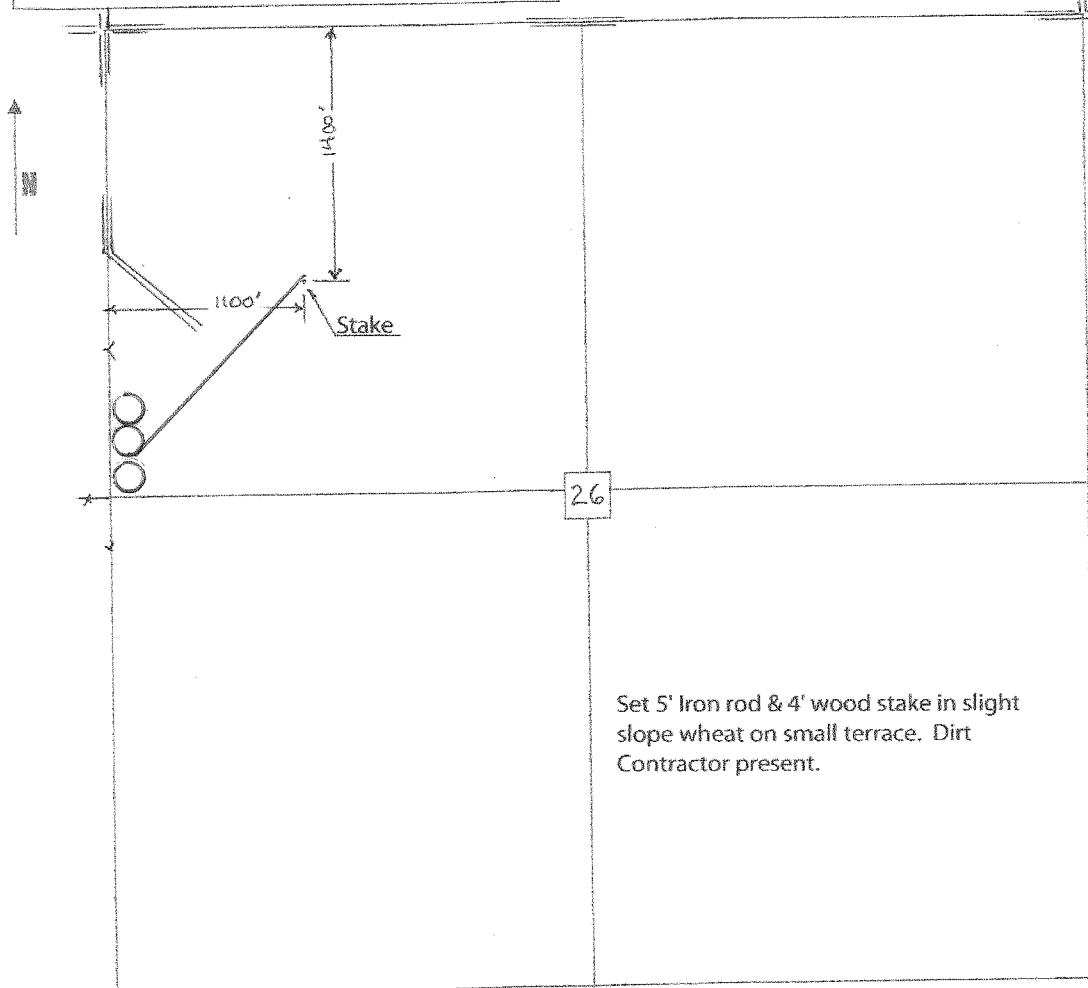 1400'
N
1100'
Stake
26
Set 5' Iron rod & 4' wood stake in slight
slope wheat on small terrace. Dirt
Contractor present.